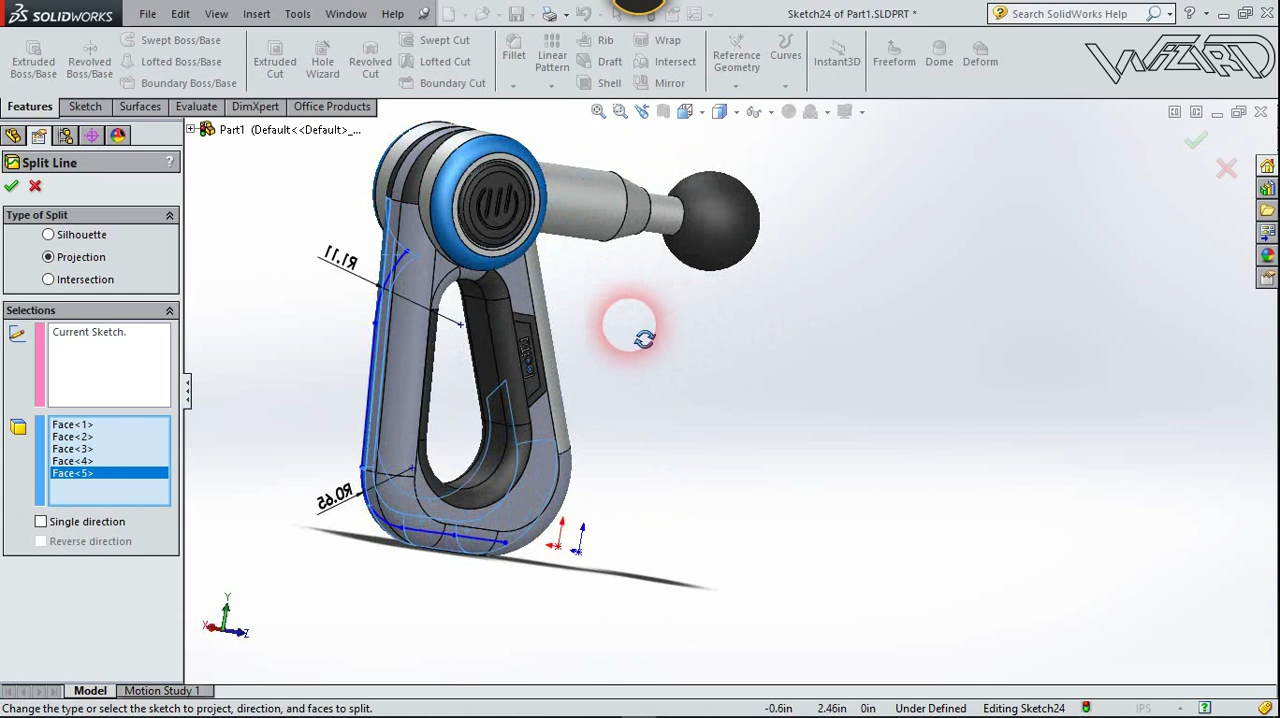 SOLIDWORKS File Edit View Insert Tools Window Help Sketch24 of Part1.SLDPRT * Search SolidWorks Help
Extruded Boss/Base
Revolved Boss/Base
Swept Boss/Base
Lofted Boss/Base
Boundary Boss/Base
Extruded Cut
Hole Wizard
Revolved Cut
Swept Cut
Lofted Cut
Boundary Cut
Fillet
Linear Pattern
Rib
Draft
Shell
Wrap
Intersect
Mirror
Reference Geometry
Curves
Instant3D
Freeform
Dome
Deform
WIZARD
Features Sketch Surfaces Evaluate DimXpert Office Products
Part1 (Default<<Default>_...
Split Line ?
Type of Split
Silhouette
Projection
Intersection
Selections
Current Sketch.
Face<1>
Face<2>
Face<3>
Face<4>
Face<5>
Single direction
Reverse direction
R1.11
R0.65
Y
X
Z
Model Motion Study 1
Change the type or select the sketch to project, direction, and faces to split. -0.6in 2.46in 0in Under Defined Editing Sketch24 IPS